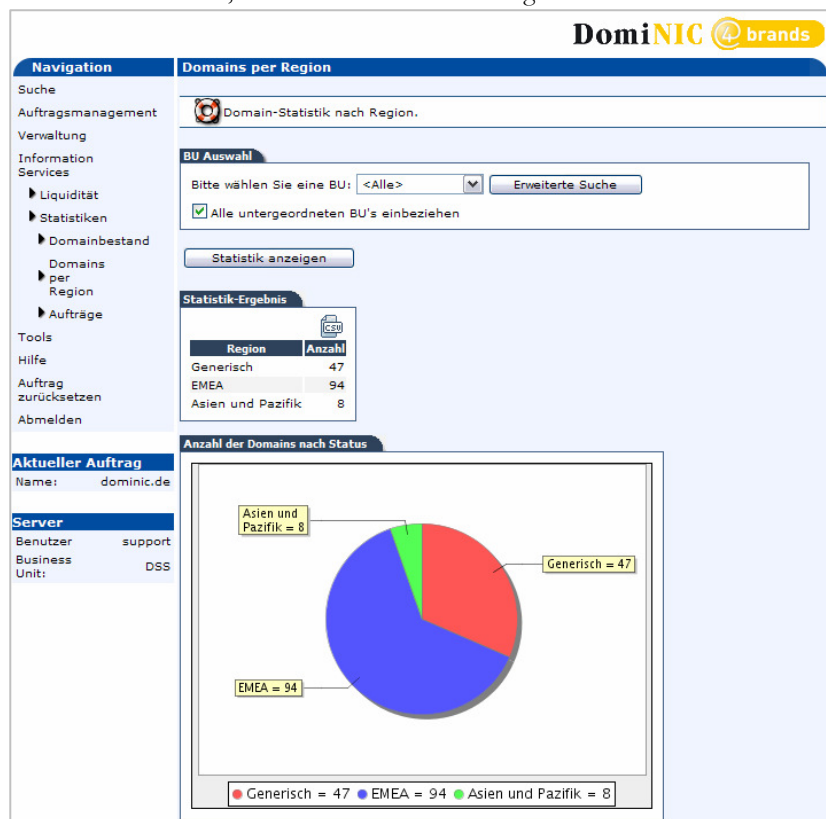 DomiNIC @ brands
Navigation
Suche
Auftragsmanagement
Verwaltung
Information
Services
Liquidität
Statistiken
Domainbestand
Domains
per
Region
Aufträge
Tools
Hilfe
Auftrag
zurücksetzen
Abmelden
Aktueller Auftrag
Name: dominic.de
Server
Benutzer support
Business
Unit: DSS
Domains per Region
Domain-Statistik nach Region.
BU Auswahl
Bitte wählen Sie eine BU: <Alle> Erweiterte Suche
Alle untergeordneten BU's einbeziehen
Statistik anzeigen
Statistik-Ergebnis
CSV
Region Anzahl
Generisch 47
EMEA 94
Asien und Pazifik 8
Anzahl der Domains nach Status
Asien und
Pazifik = 8
Generisch = 47
EMEA = 94
Generisch = 47 EMEA = 94 Asien und Pazifik = 8